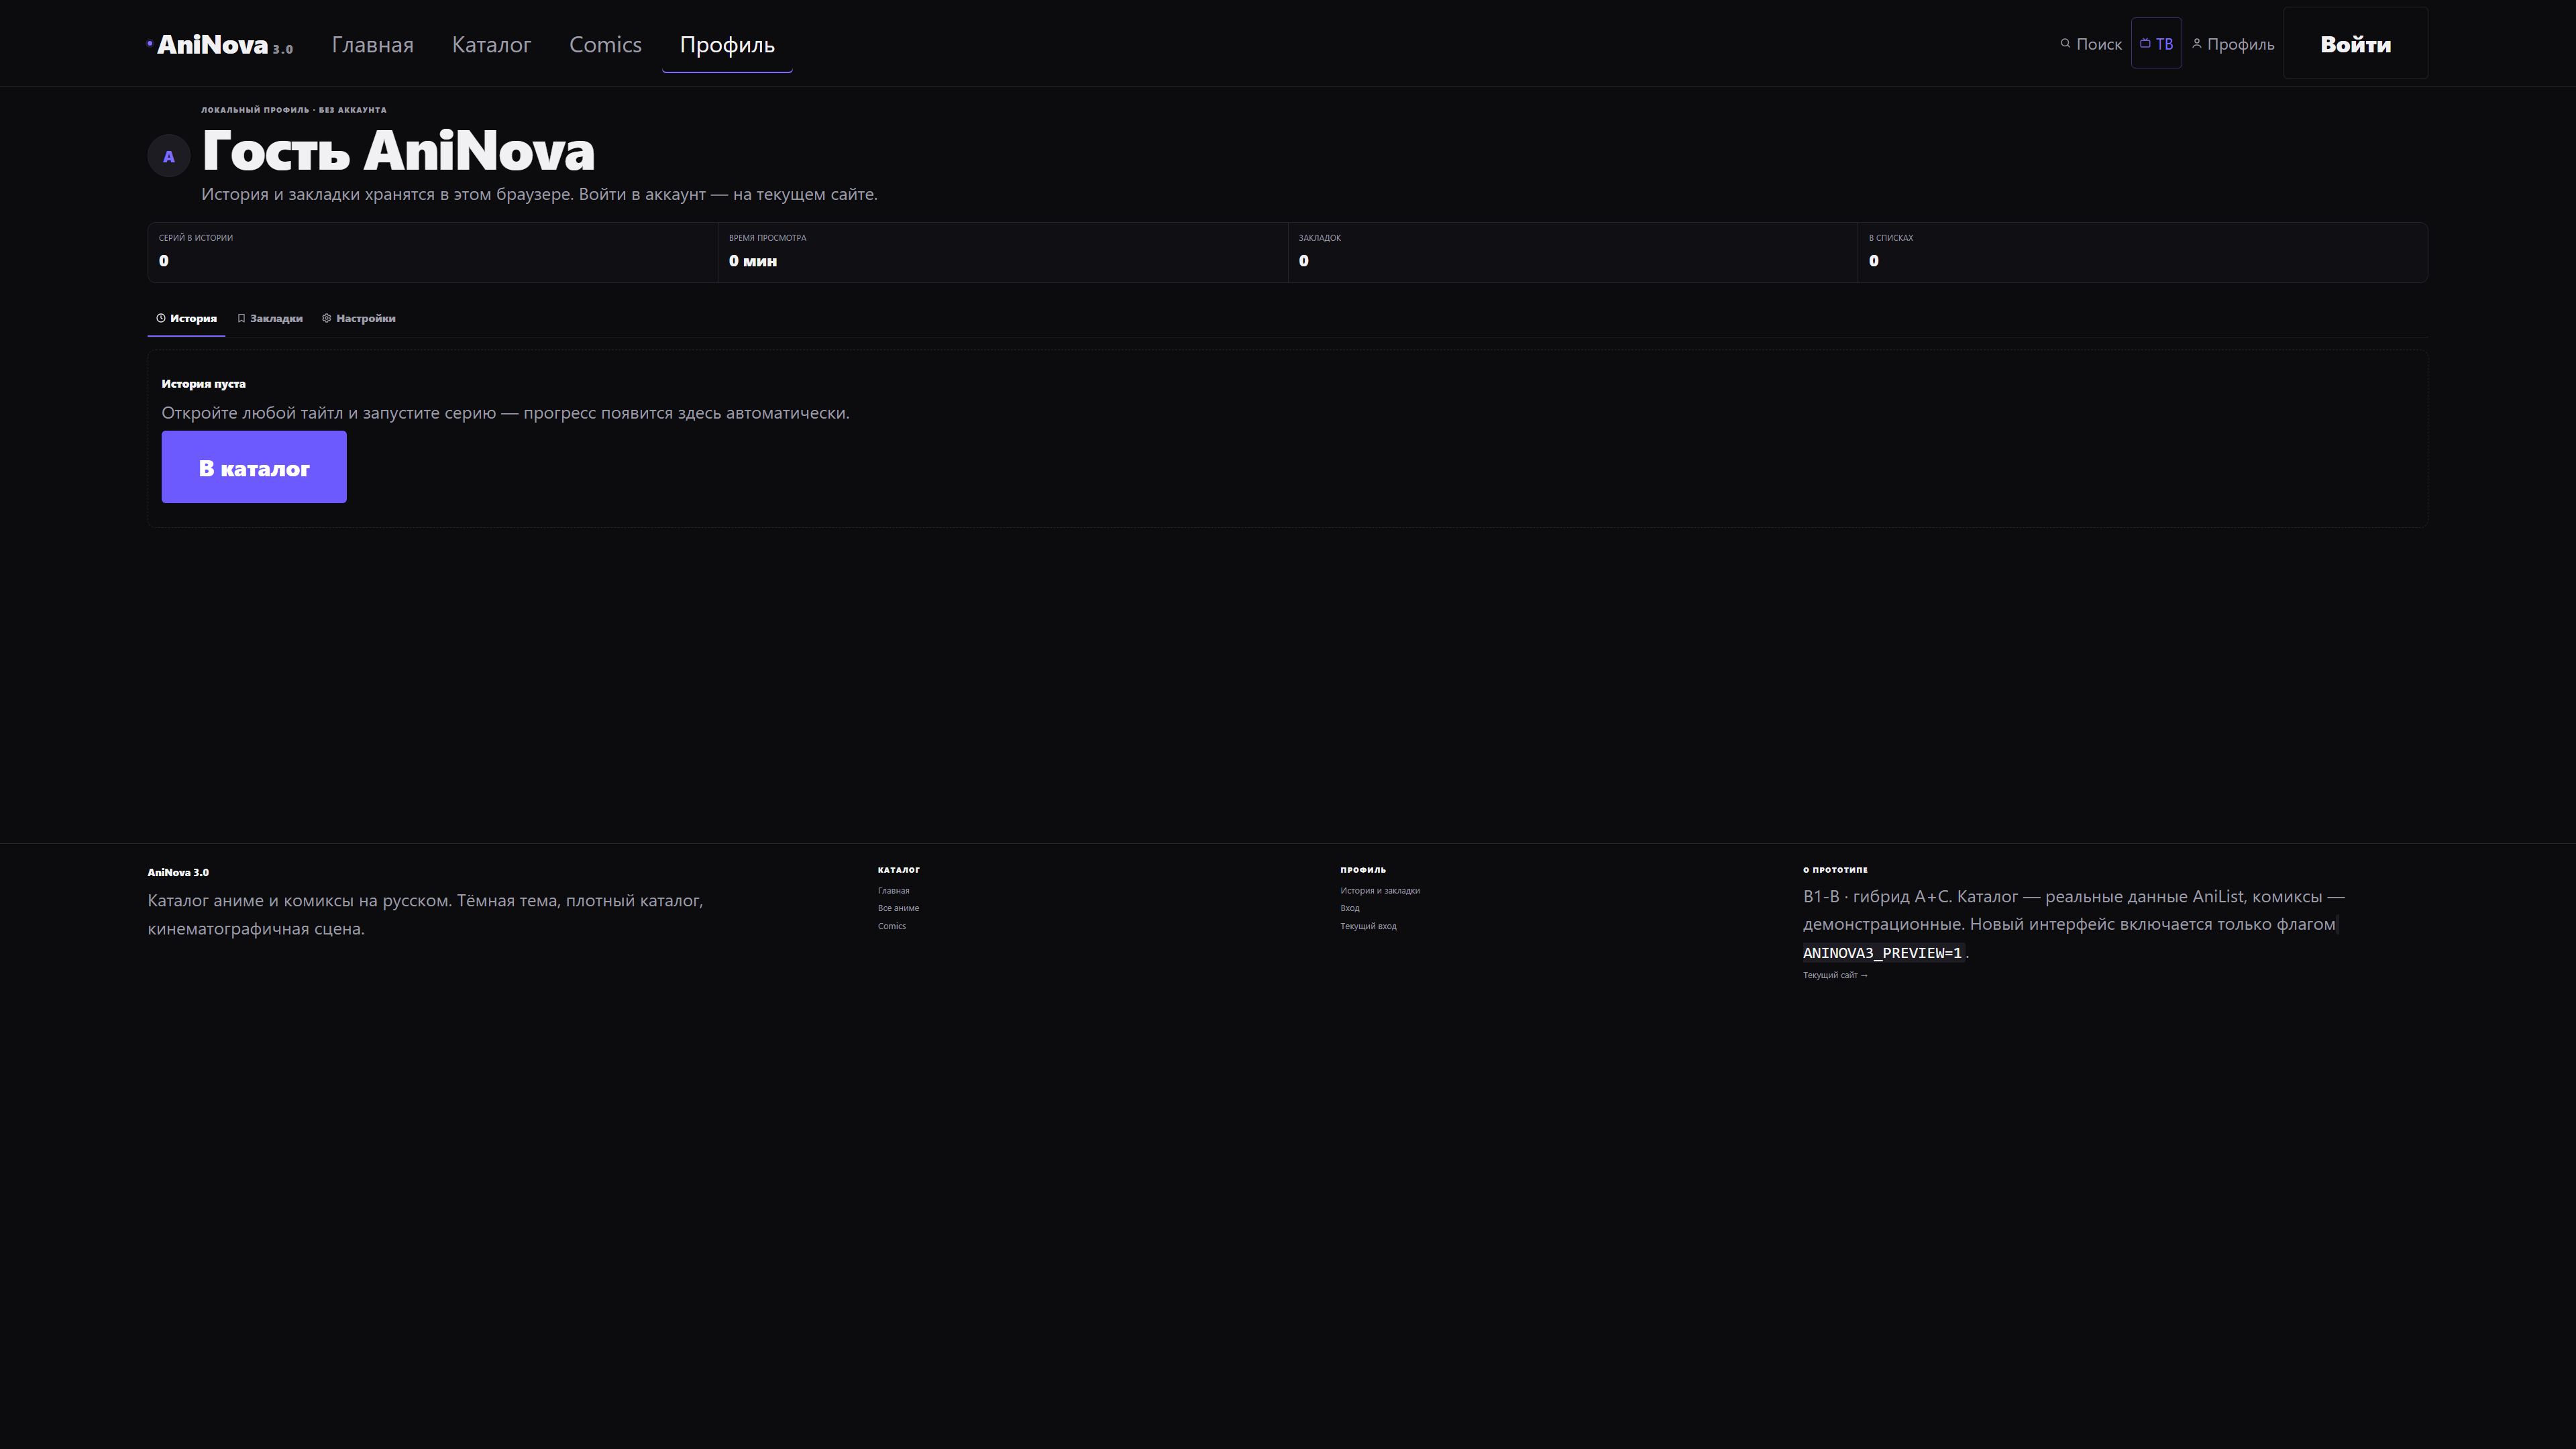 AniNova 3.0 Главная Каталог Comics Профиль Поиск ТВ Профиль Войти
ЛОКАЛЬНЫЙ ПРОФИЛЬ · БЕЗ АККАУНТА
A
Гость AniNova
История и закладки хранятся в этом браузере. Войти в аккаунт — на текущем сайте.
СЕРИЙ В ИСТОРИИ
0
ВРЕМЯ ПРОСМОТРА
0 мин
ЗАКЛАДОК
0
В СПИСКАХ
0
История Закладки Настройки
История пуста
Откройте любой тайтл и запустите серию — прогресс появится здесь автоматически.
В каталог
AniNova 3.0
Каталог аниме и комиксы на русском. Тёмная тема, плотный каталог,
кинематографичная сцена.
КАТАЛОГ
Главная
Все аниме
Comics
ПРОФИЛЬ
История и закладки
Вход
Текущий вход
О ПРОТОТИПЕ
B1-B · гибрид A+C. Каталог — реальные данные AniList, комиксы —
демонстрационные. Новый интерфейс включается только флагом
ANINOVA3_PREVIEW=1.
Текущий сайт →